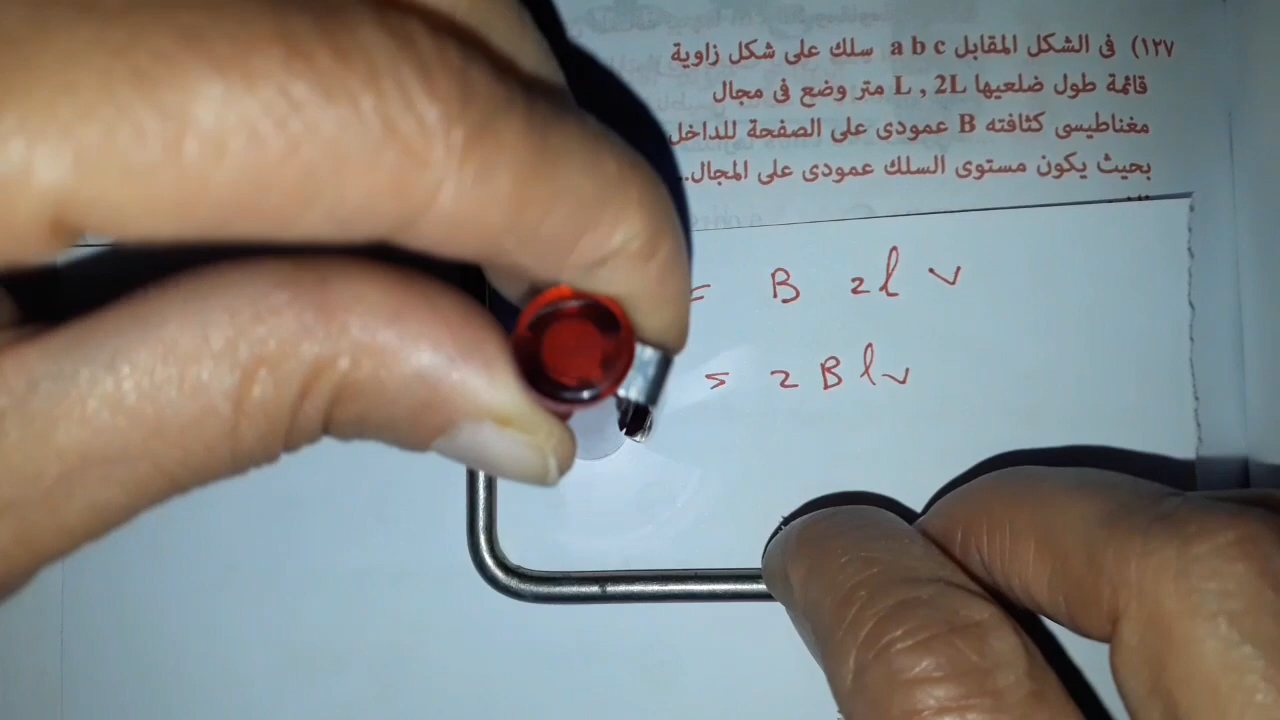 ١٢٧) فى الشكل المقابل a b c سلك على شكل زاوية
قائمة طول ضلعيها L , 2L متر وضع فى مجال
مغناطيسى كثافته B عمودى على الصفحة للداخل
بحيث يكون مستوى السلك عمودى على المجال..
= B 2l v
= 2 B l v